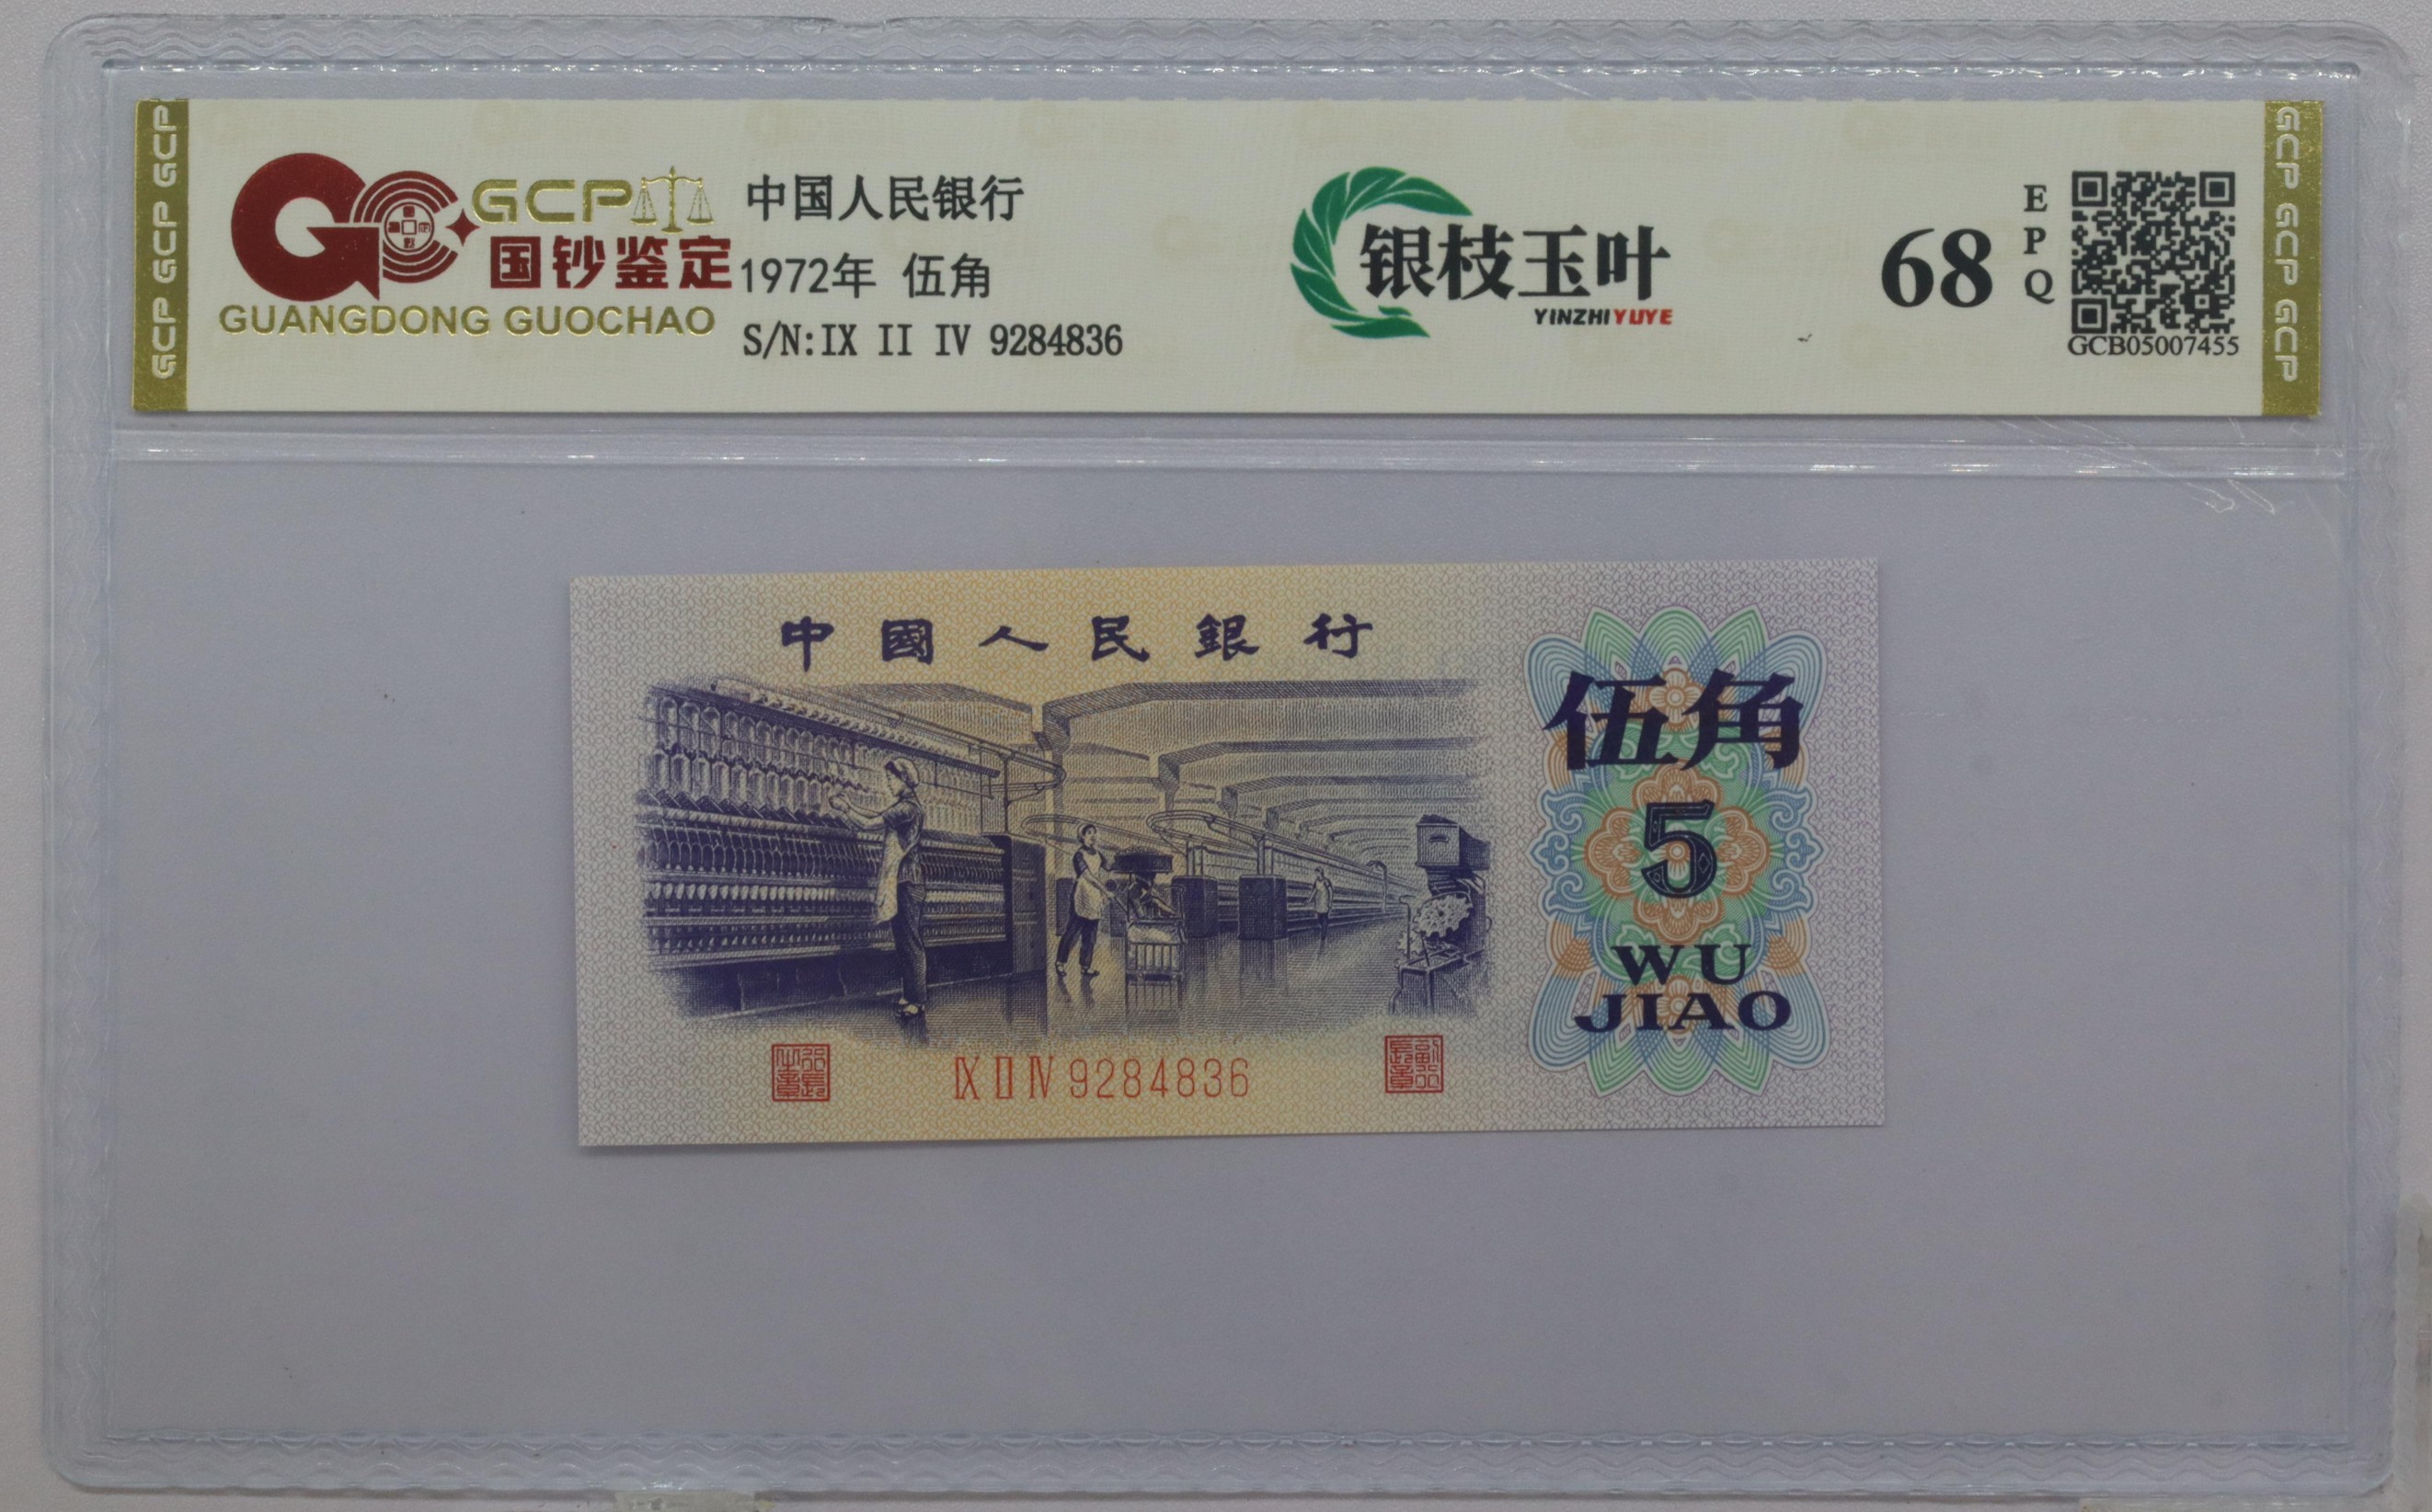 GCP GCP GCP
GCP
国钞鉴定
GUANGDONG GUOCHAO
中国人民银行
1972年 伍角
S/N:IX II IV 9284836
银枝玉叶
YINZHIYUYE
68
EPQ
GCB05007455
GCP GCP GCP
中國人民銀行
伍角
5
WU
JIAO
IX II IV 9284836